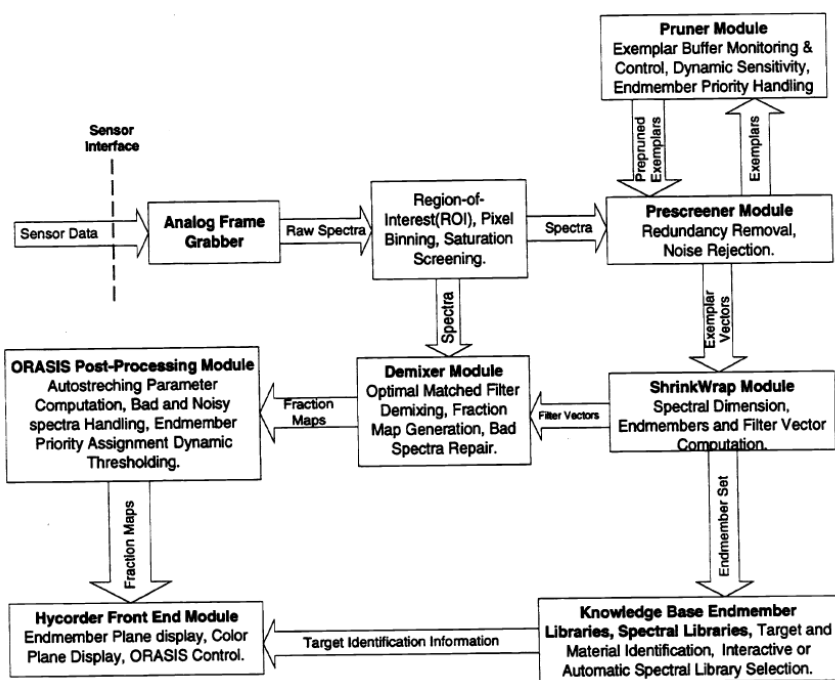 Pruner Module
Exemplar Buffer Monitoring &
Control, Dynamic Sensitivity,
Endmember Priority Handling
Sensor
Interface
Prepruned
Exemplars
Exemplars
Sensor Data
Analog Frame
Grabber
Raw Spectra
Region-of-
Interest(ROI), Pixel
Binning, Saturation
Screening.
Spectra
Prescreener Module
Redundancy Removal,
Noise Rejection.
Spectra
Exemplar
Vectors
ORASIS Post-Processing Module
Autostreching Parameter
Computation, Bad and Noisy
spectra Handling, Endmember
Priority Assignment Dynamic
Thresholding.
Fraction
Maps
Demixer Module
Optimal Matched Filter
Demixing, Fraction
Map Generation, Bad
Spectra Repair.
Filter Vectors
ShrinkWrap Module
Spectral Dimension,
Endmembers and Filter Vector
Computation.
Fraction Maps
Endmember Set
Hycorder Front End Module
Endmember Plane display, Color
Plane Display, ORASIS Control.
Target Identification Information
Knowledge Base Endmember
Libraries, Spectral Libraries, Target and
Material Identification, Interactive or
Automatic Spectral Library Selection.